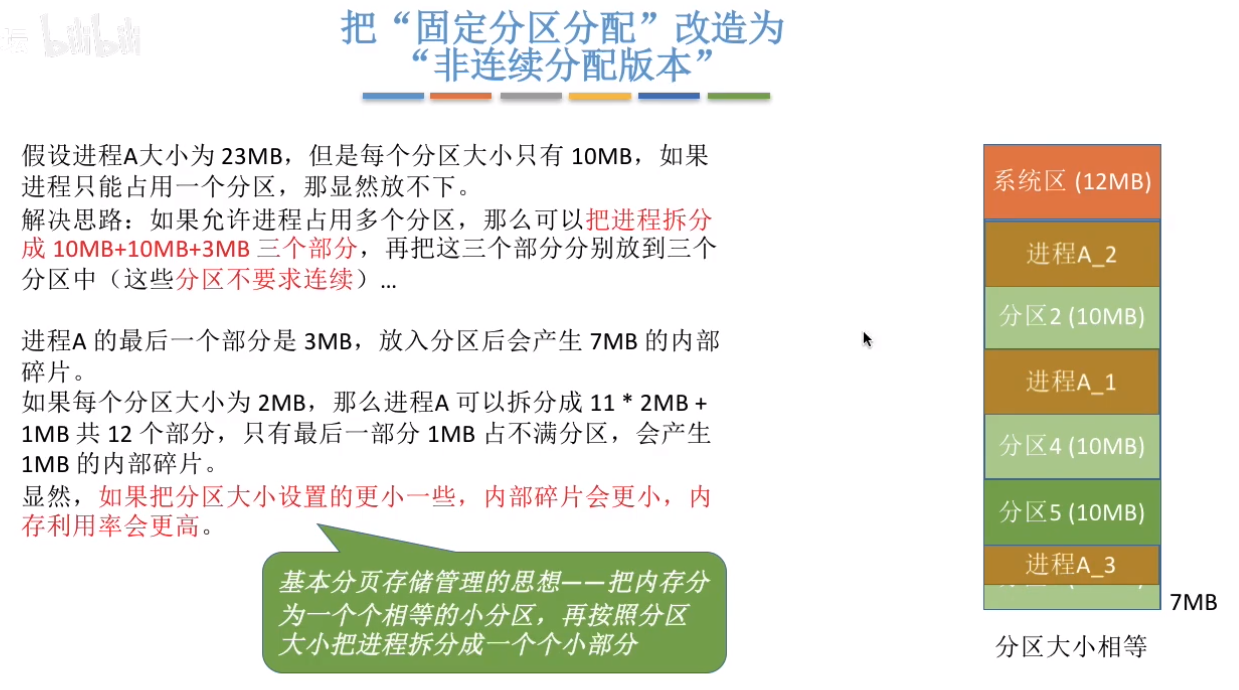 bilibili
把“固定分区分配”改造为
“非连续分配版本”
假设进程A大小为 23MB，但是每个分区大小只有 10MB，如果
进程只能占用一个分区，那显然放不下。
解决思路：如果允许进程占用多个分区，那么可以把进程拆分
成 10MB+10MB+3MB 三个部分，再把这三个部分分别放到三个
分区中（这些分区不要求连续）...
进程A 的最后一个部分是 3MB，放入分区后会产生 7MB 的内部
碎片。
如果每个分区大小为 2MB，那么进程A 可以拆分成 11 * 2MB +
1MB 共 12 个部分，只有最后一部分 1MB 占不满分区，会产生
1MB 的内部碎片。
显然，如果把分区大小设置的更小一些，内部碎片会更小，内
存利用率会更高。
基本分页存储管理的思想——把内存分
为一个个相等的小分区，再按照分区
大小把进程拆分成一个个小部分
系统区 (12MB)
进程A_2
分区2 (10MB)
进程A_1
分区4 (10MB)
分区5 (10MB)
进程A_3
7MB
分区大小相等